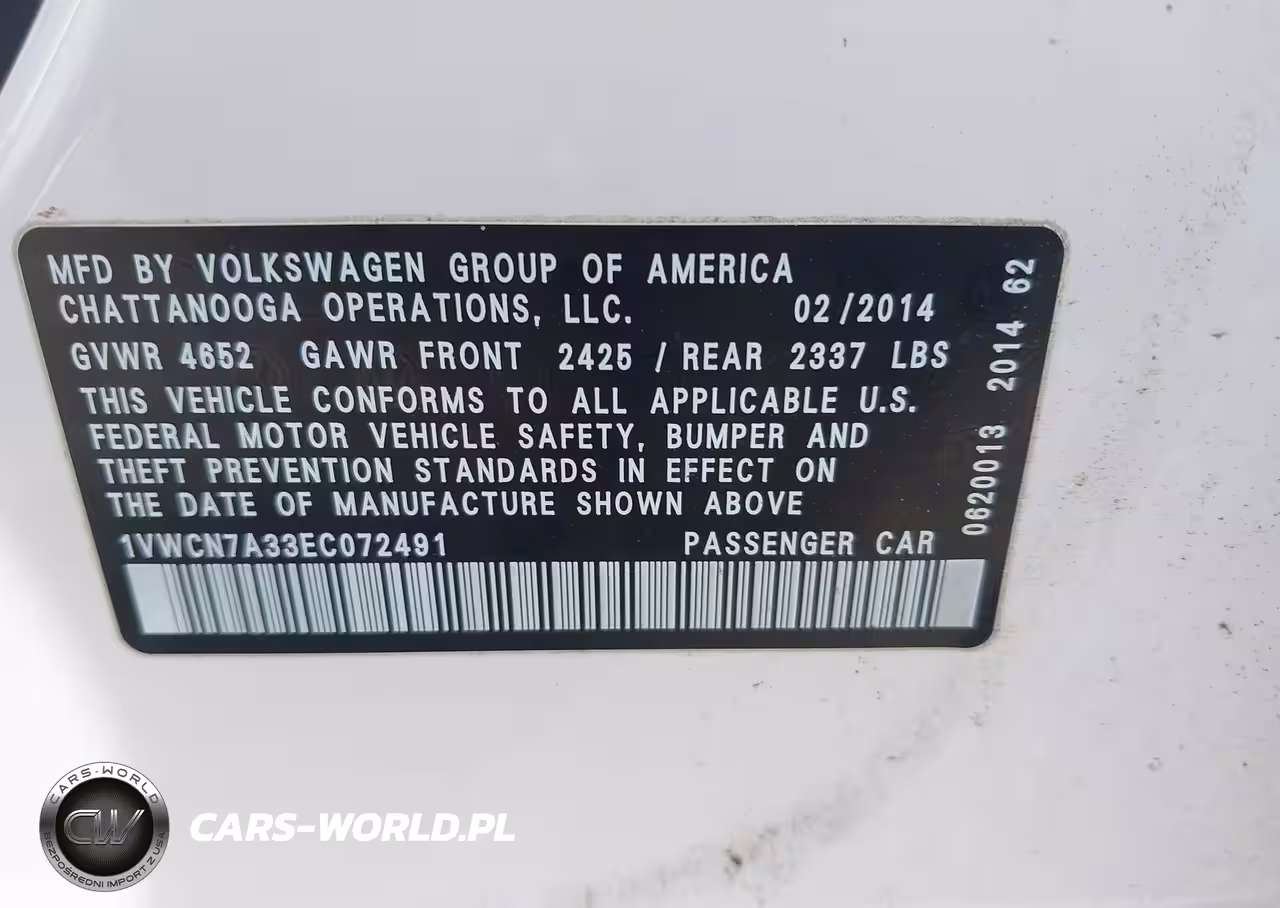 MFD BY VOLKSWAGEN GROUP OF AMERICA
CHATTANOOGA OPERATIONS, LLC. 02/2014
GVWR 4652 GAWR FRONT 2425 / REAR 2337 LBS
THIS VEHICLE CONFORMS TO ALL APPLICABLE U.S.
FEDERAL MOTOR VEHICLE SAFETY, BUMPER AND
THEFT PREVENTION STANDARDS IN EFFECT ON
THE DATE OF MANUFACTURE SHOWN ABOVE
1VWCN7A33EC072491 PASSENGER CAR
0620013 2014 62
CARS-WORLD
CW
BEZPOŚREDNI IMPORT Z USA
CARS-WORLD.PL